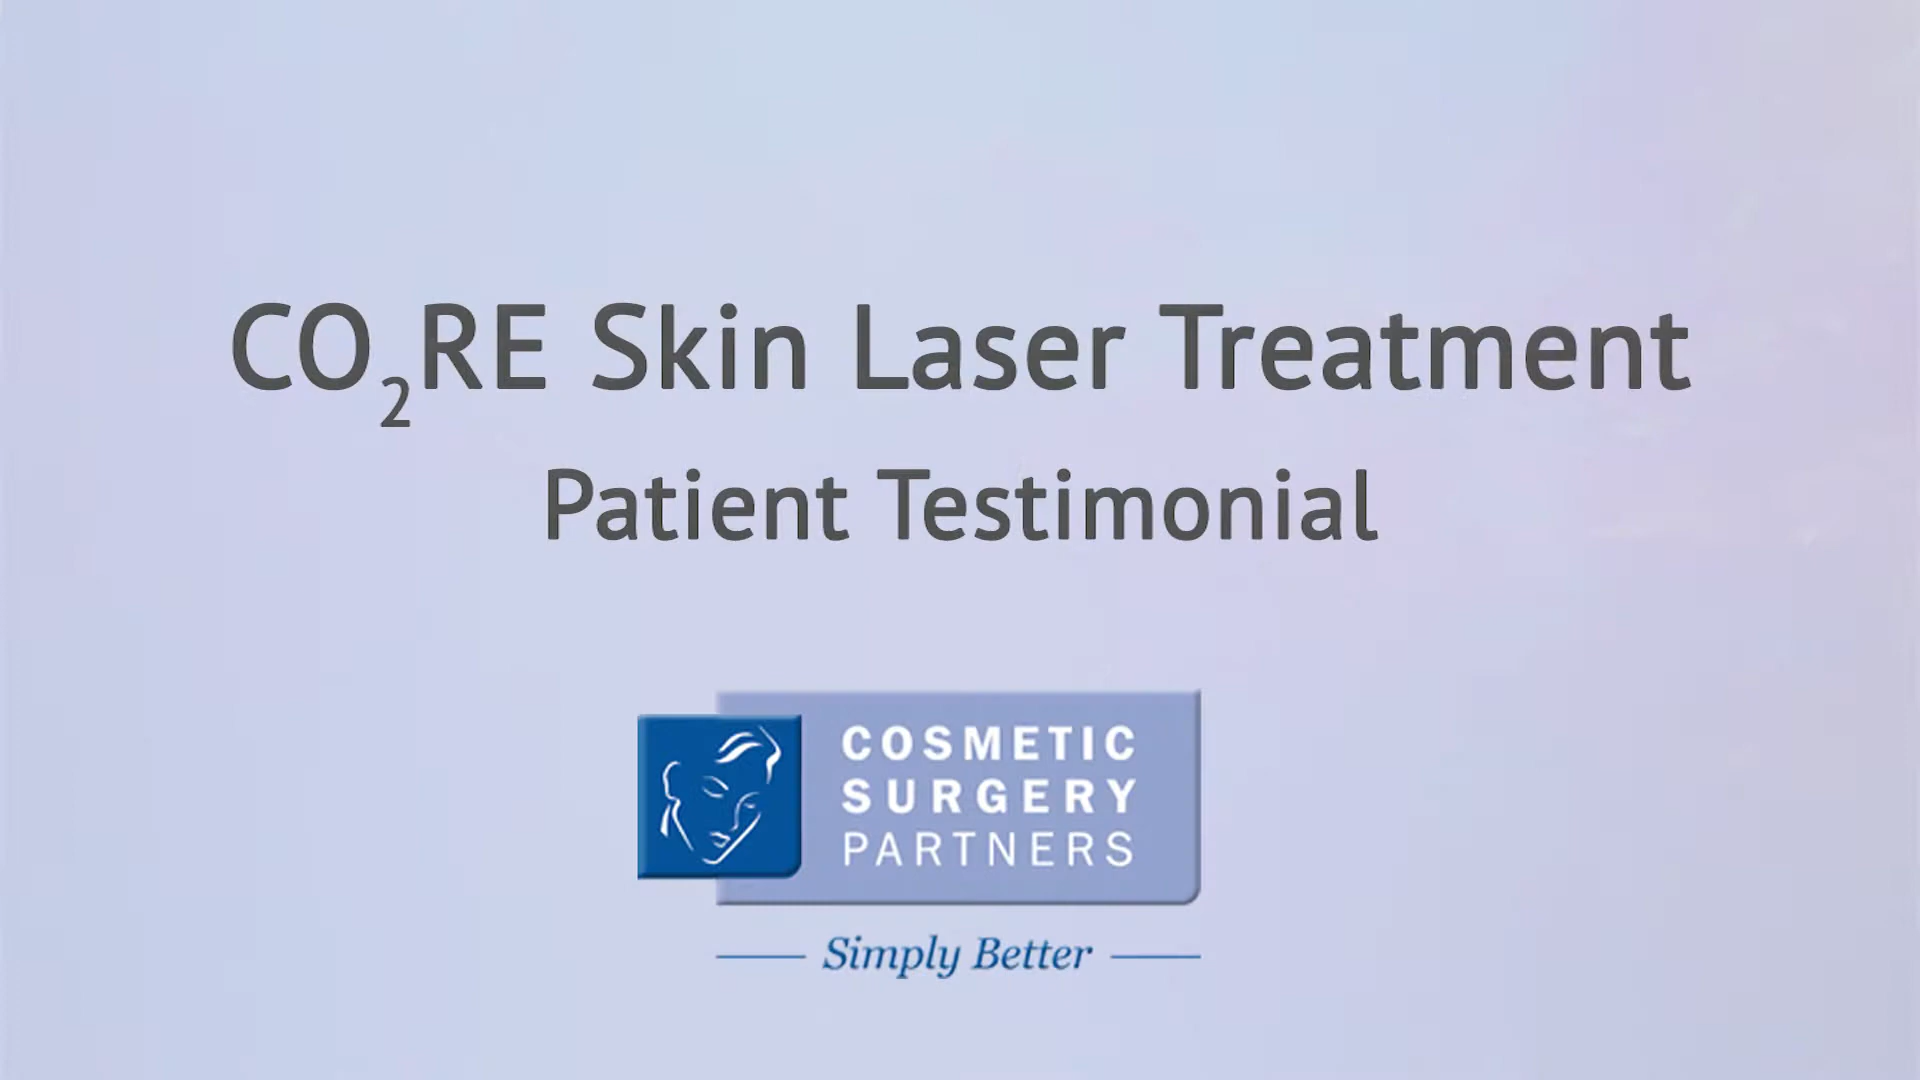 CO₂RE Skin Laser Treatment
Patient Testimonial
COSMETIC
SURGERY
PARTNERS
Simply Better